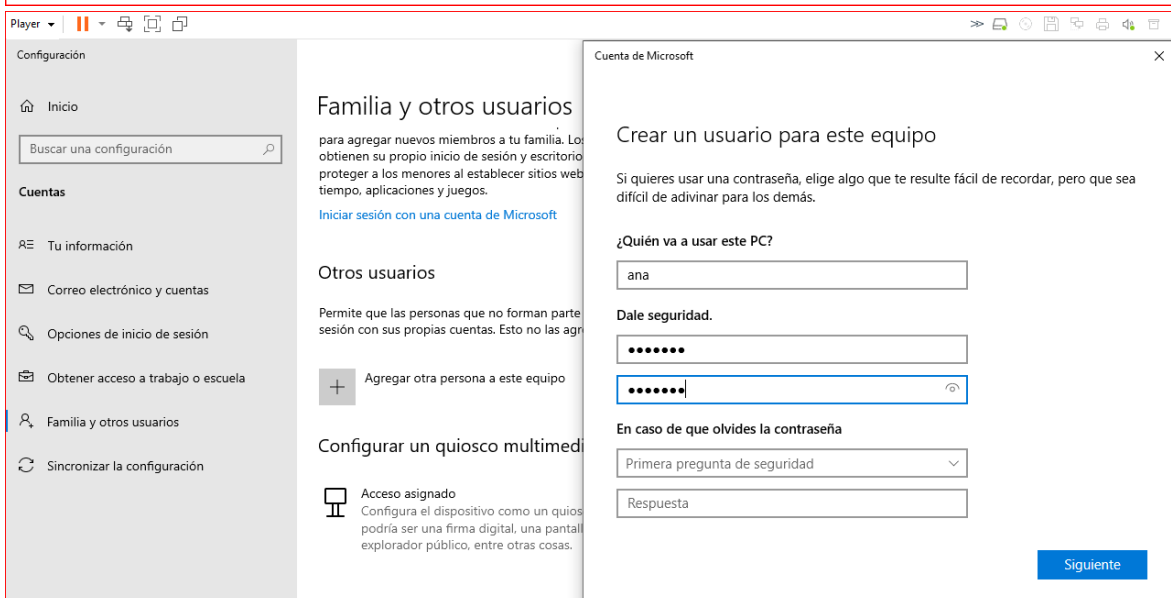 Player
Configuración
Inicio
Buscar una configuración
Cuentas
Tu información
Correo electrónico y cuentas
Opciones de inicio de sesión
Obtener acceso a trabajo o escuela
Familia y otros usuarios
Sincronizar la configuración
Familia y otros usuarios
para agregar nuevos miembros a tu familia. Los
obtienen su propio inicio de sesión y escritorio
proteger a los menores al establecer sitios web
tiempo, aplicaciones y juegos.
Iniciar sesión con una cuenta de Microsoft
Otros usuarios
Permite que las personas que no forman parte
sesión con sus propias cuentas. Esto no las agr
Agregar otra persona a este equipo
Configurar un quiosco multimedi
Acceso asignado
Configura el dispositivo como un quios
podría ser una firma digital, una pantall
explorador público, entre otras cosas.
Cuenta de Microsoft
Crear un usuario para este equipo
Si quieres usar una contraseña, elige algo que te resulte fácil de recordar, pero que sea
difícil de adivinar para los demás.
¿Quién va a usar este PC?
ana
Dale seguridad.
•••••••
•••••••
En caso de que olvides la contraseña
Primera pregunta de seguridad
Respuesta
Siguiente